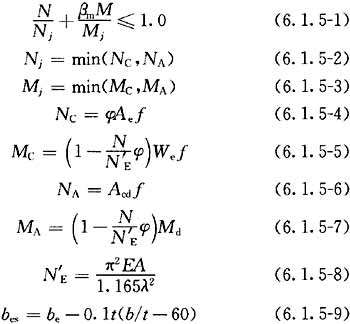 N/N_j + β_m M/M_j ⩽ 1.0 (6.1.5-1)
N_j = min(N_C, N_A) (6.1.5-2)
M_j = min(M_C, M_A) (6.1.5-3)
N_C = φA_e f (6.1.5-4)
M_C = (1 − N/N′_E φ)W_e f (6.1.5-5)
N_A = A_cd f (6.1.5-6)
M_A = (1 − N/N′_E φ)M_d (6.1.5-7)
N′_E = π²EA/1.165λ² (6.1.5-8)
b_es = b_e − 0.1t(b/t − 60) (6.1.5-9)